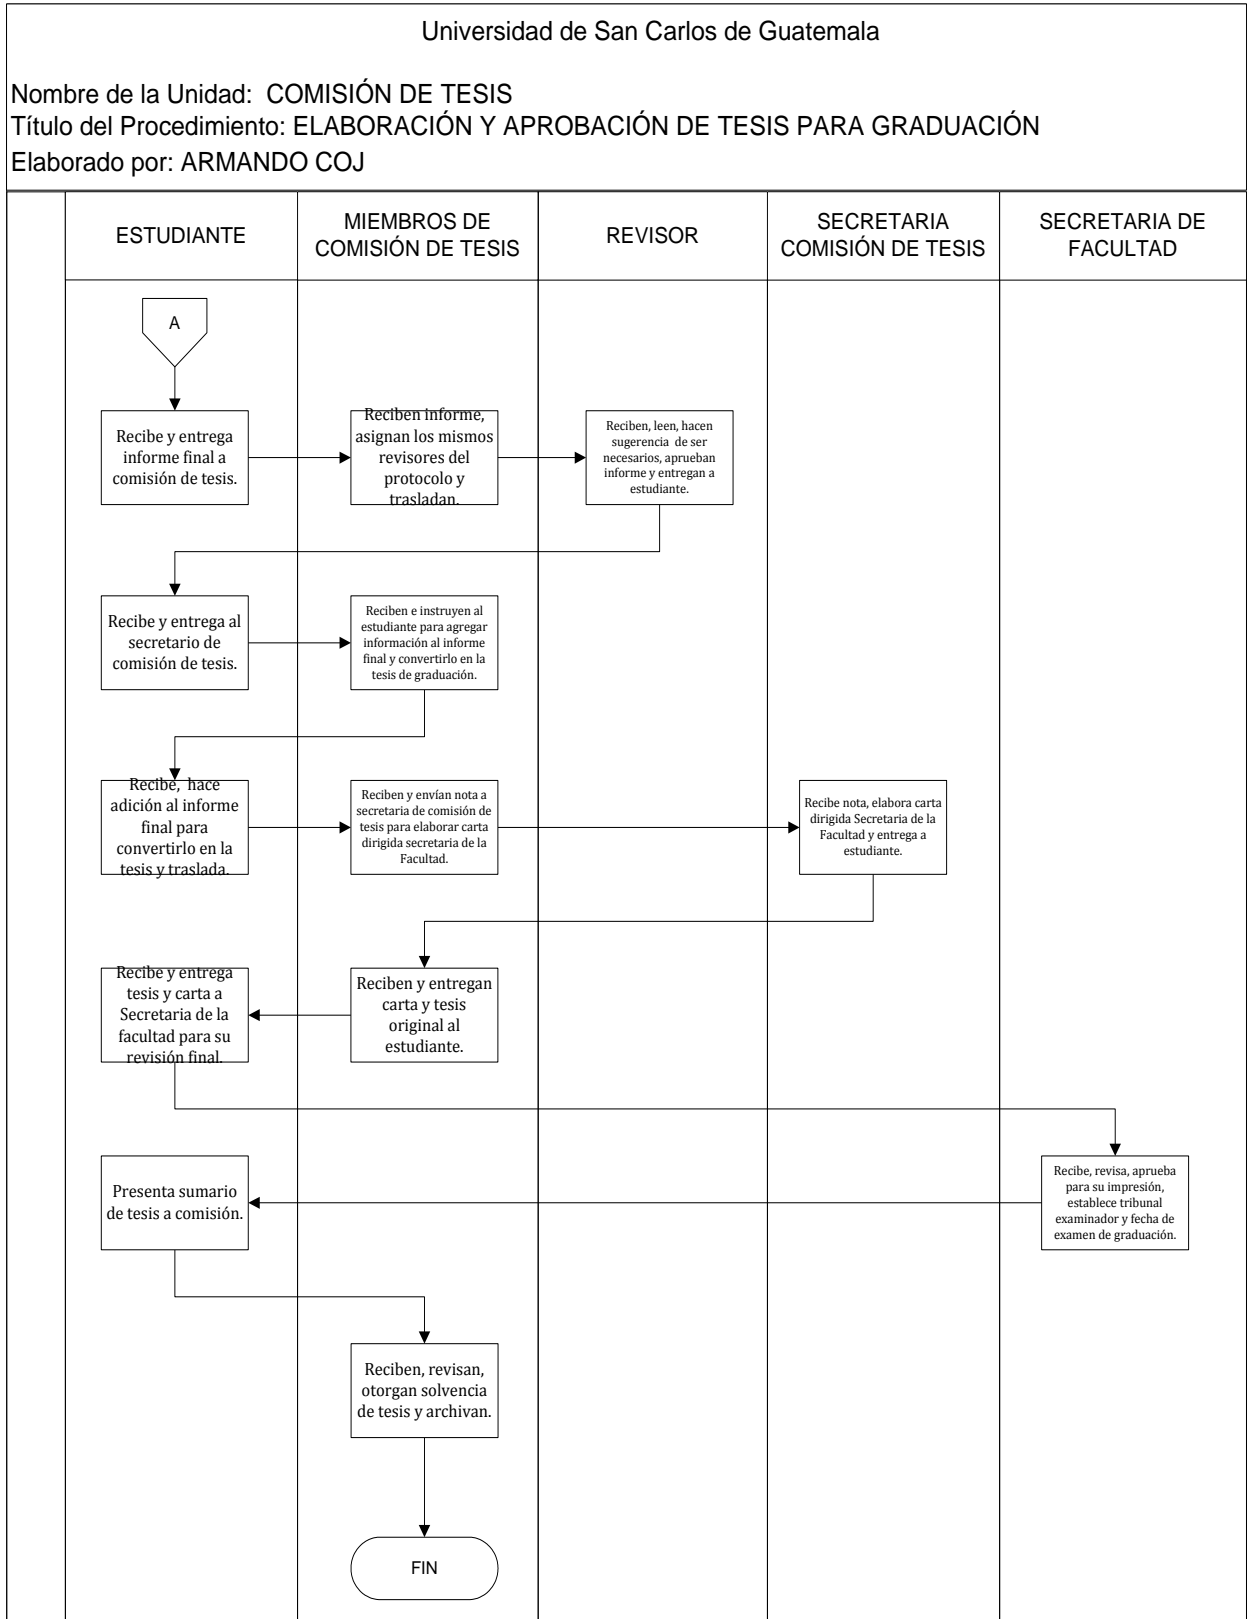 Universidad de San Carlos de Guatemala
Nombre de la Unidad: COMISIÓN DE TESIS
Título del Procedimiento: ELABORACIÓN Y APROBACIÓN DE TESIS PARA GRADUACIÓN
Elaborado por: ARMANDO COJ
ESTUDIANTE
MIEMBROS DE
COMISIÓN DE TESIS
REVISOR
SECRETARIA
COMISIÓN DE TESIS
SECRETARIA DE
FACULTAD
A
Recibe y entrega
informe final a
comisión de tesis.
Reciben informe,
asignan los mismos
revisores del
protocolo y
trasladan.
Reciben, leen, hacen
sugerencia de ser
necesarios, aprueban
informe y entregan a
estudiante.
Recibe y entrega al
secretario de
comisión de tesis.
Reciben e instruyen al
estudiante para agregar
información al informe
final y convertirlo en la
tesis de graduación.
Recibe, hace
adición al informe
final para
convertirlo en la
tesis y traslada.
Reciben y envían nota a
secretaria de comisión de
tesis para elaborar carta
dirigida secretaria de la
Facultad.
Recibe nota, elabora carta
dirigida Secretaria de la
Facultad y entrega a
estudiante.
Recibe y entrega
tesis y carta a
Secretaria de la
facultad para su
revisión final.
Reciben y entregan
carta y tesis
original al
estudiante.
Presenta sumario
de tesis a comisión.
Recibe, revisa, aprueba
para su impresión,
establece tribunal
examinador y fecha de
examen de graduación.
Reciben, revisan,
otorgan solvencia
de tesis y archivan.
FIN